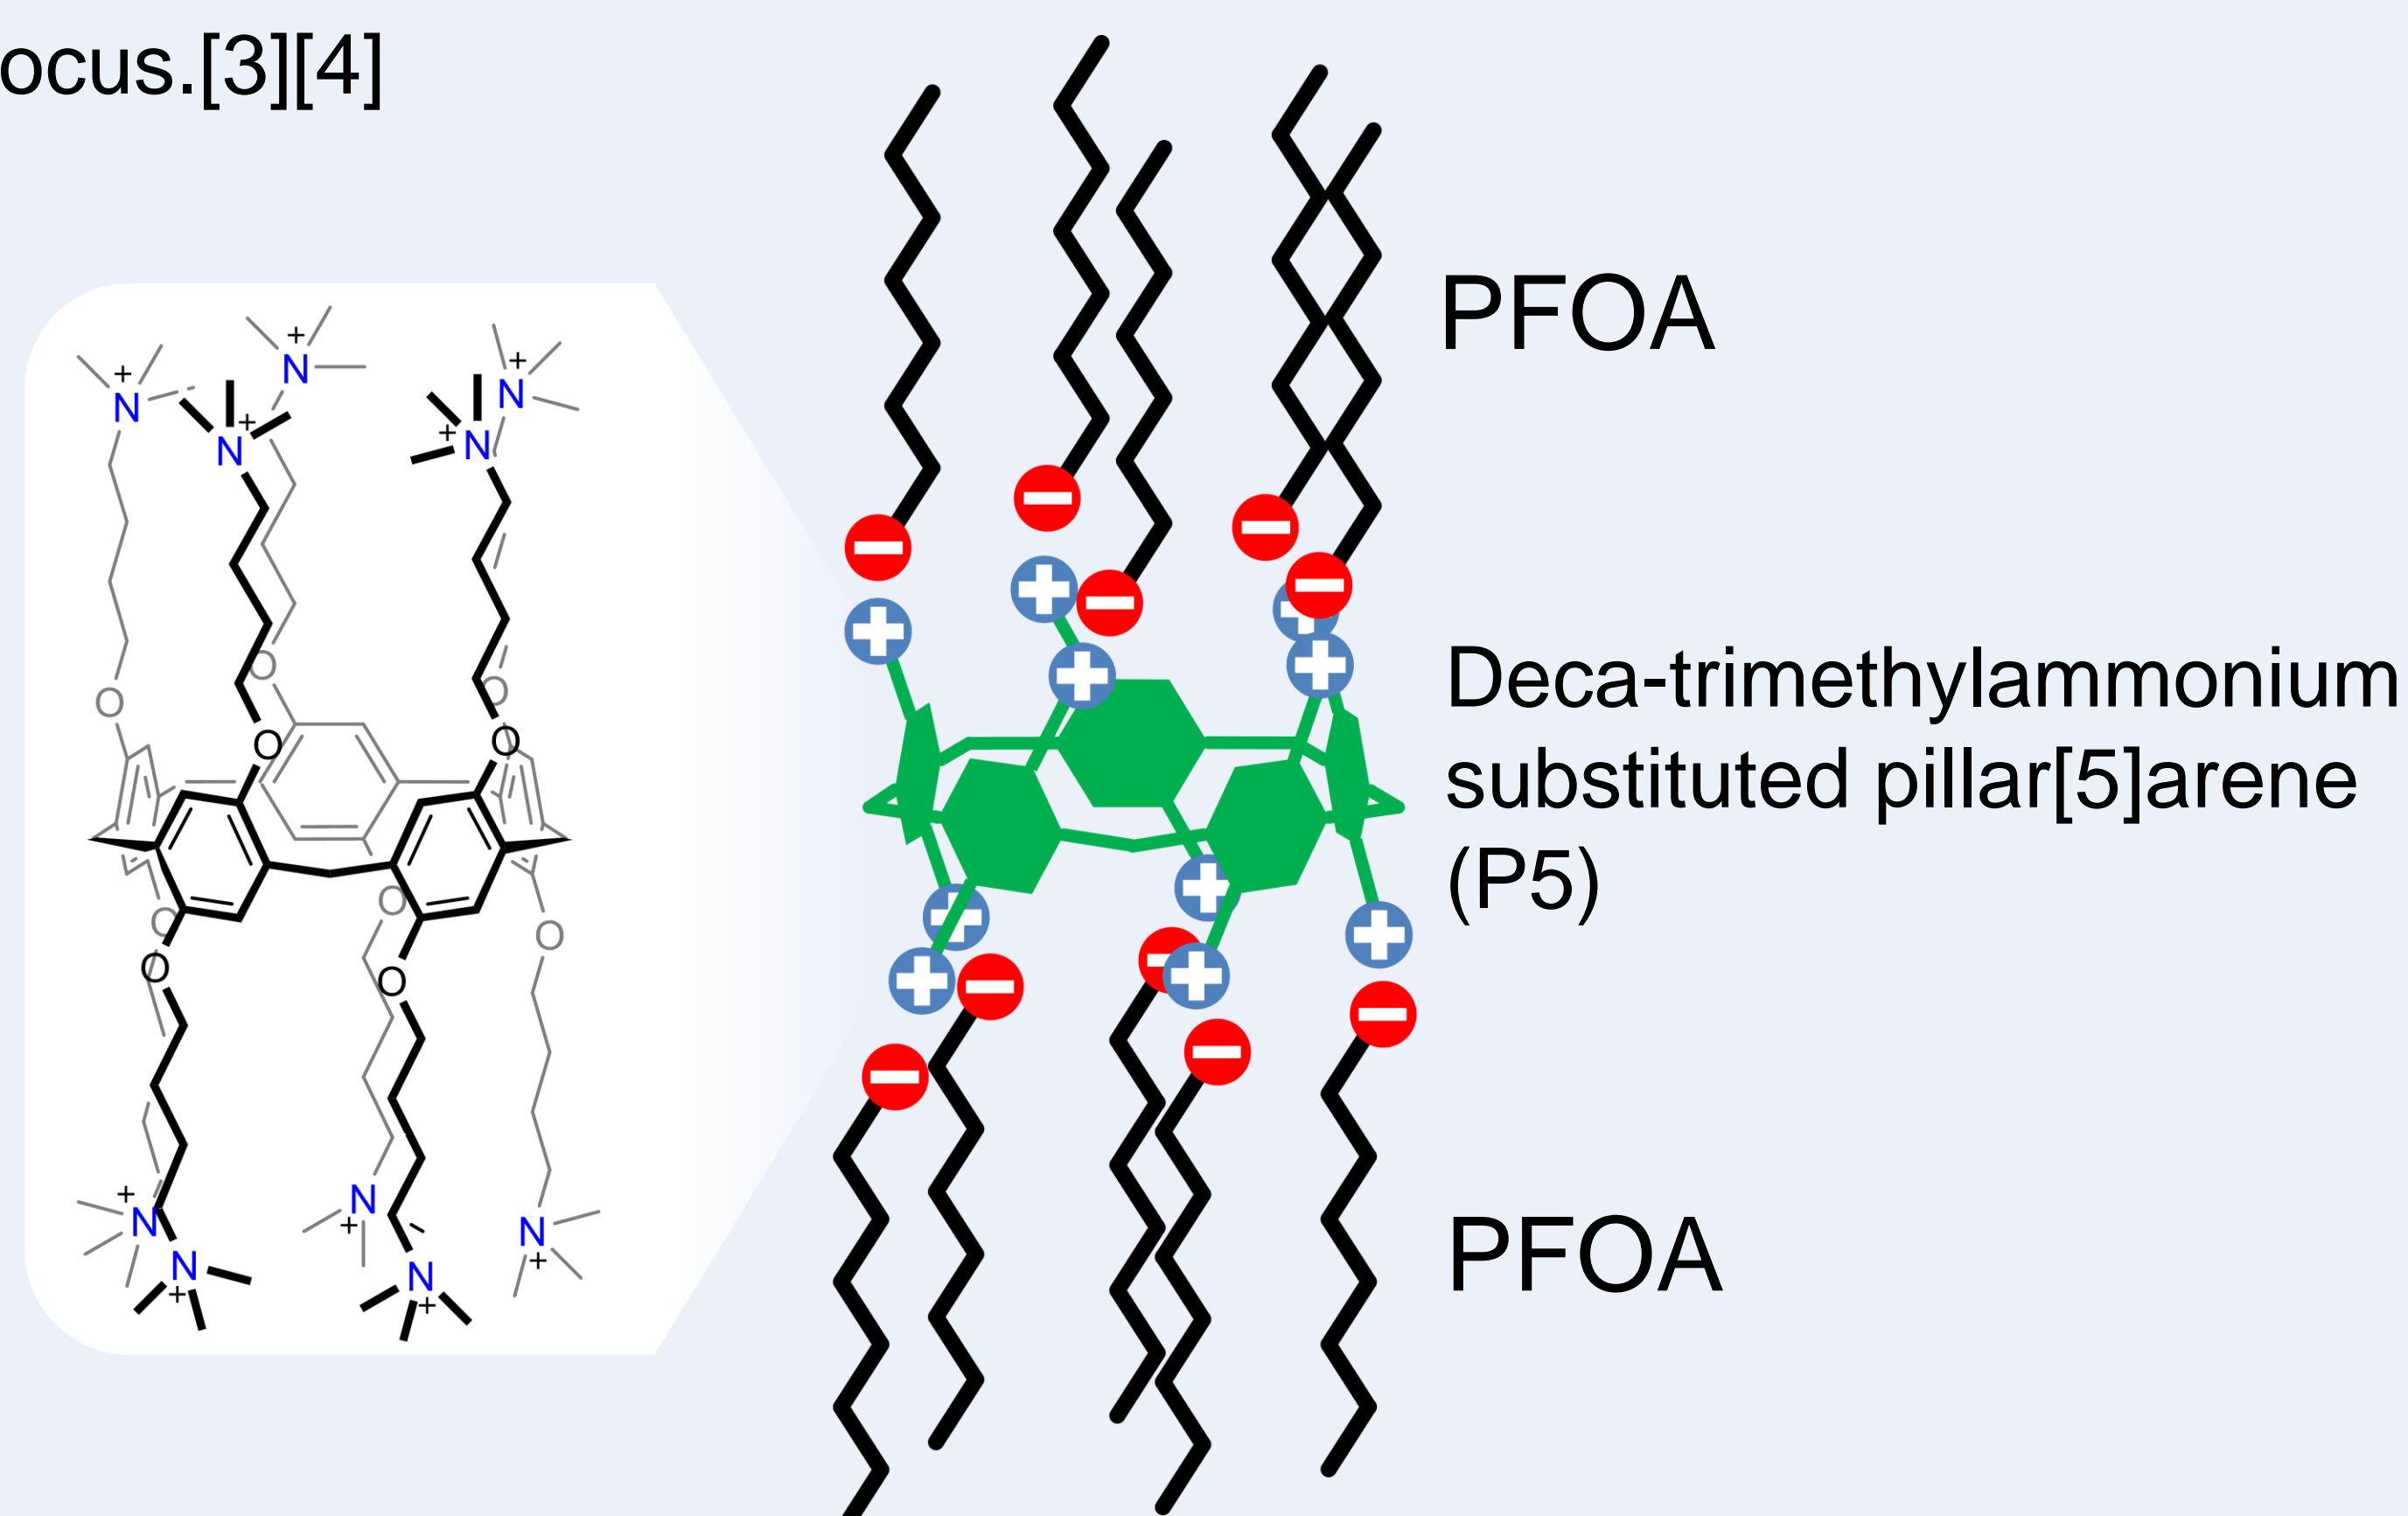 ocus.[3][4]
PFOA
Deca-trimethylammonium
substituted pillar[5]arene
(P5)
PFOA
N
+
N
+
N
+
N
+
N
+
O
O
O
O
O
O
O
O
O
O
N
+
N
+
N
+
N
+
N
+